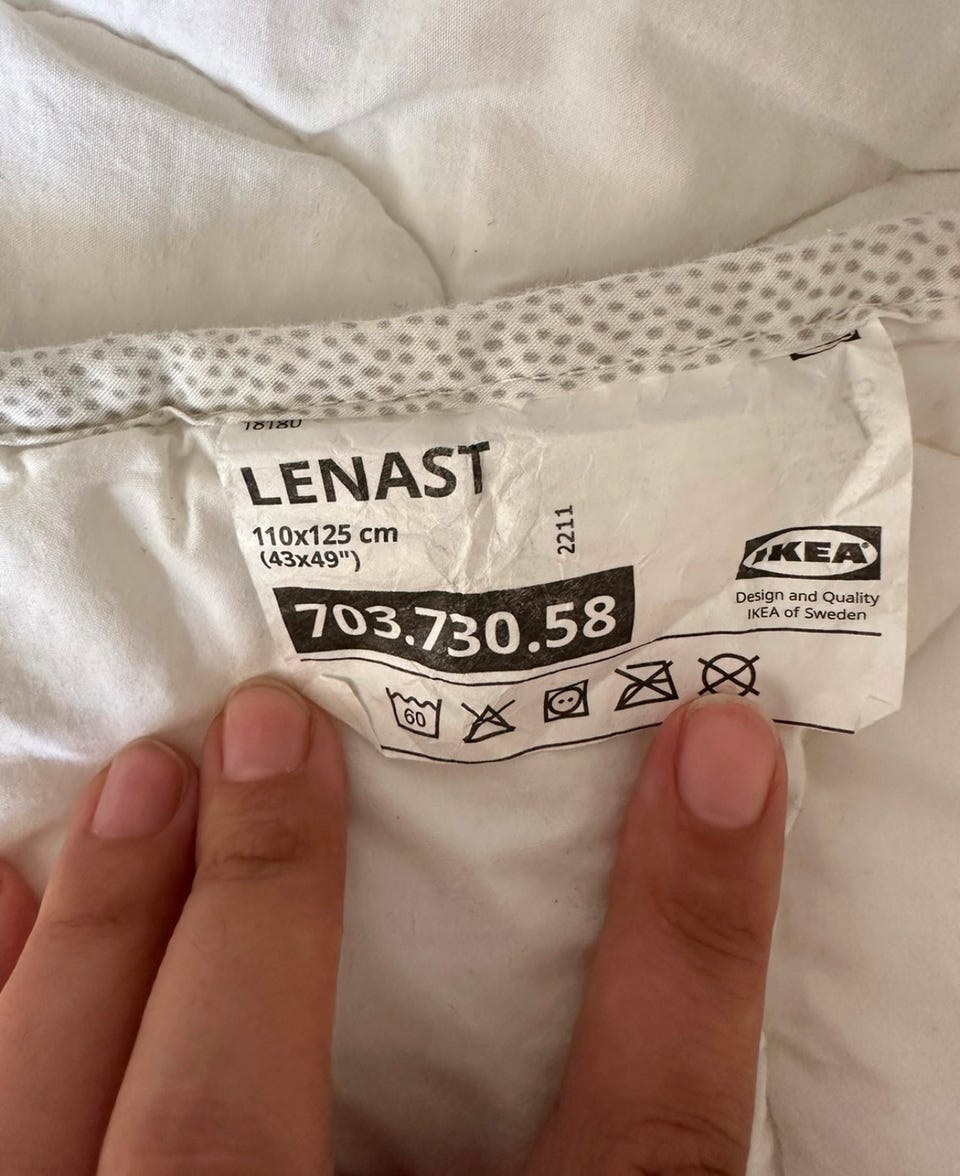 18180
LENAST
110x125 cm
(43x49")
2211
703.730.58
IKEA®
Design and Quality
IKEA of Sweden
60